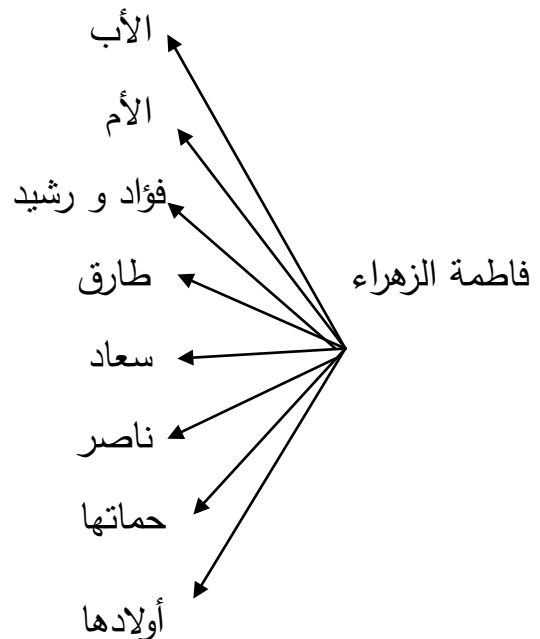 الأب
الأم
فؤاد و رشيد
طارق
فاطمة الزهراء
سعاد
ناصر
حماتها
أولادها